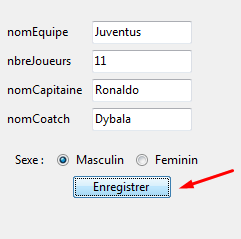 nomEquipe Juventus
nbreJoueurs 11
nomCapitaine Ronaldo
nomCoatch Dybala
Sexe : Masculin Feminin
Enregistrer